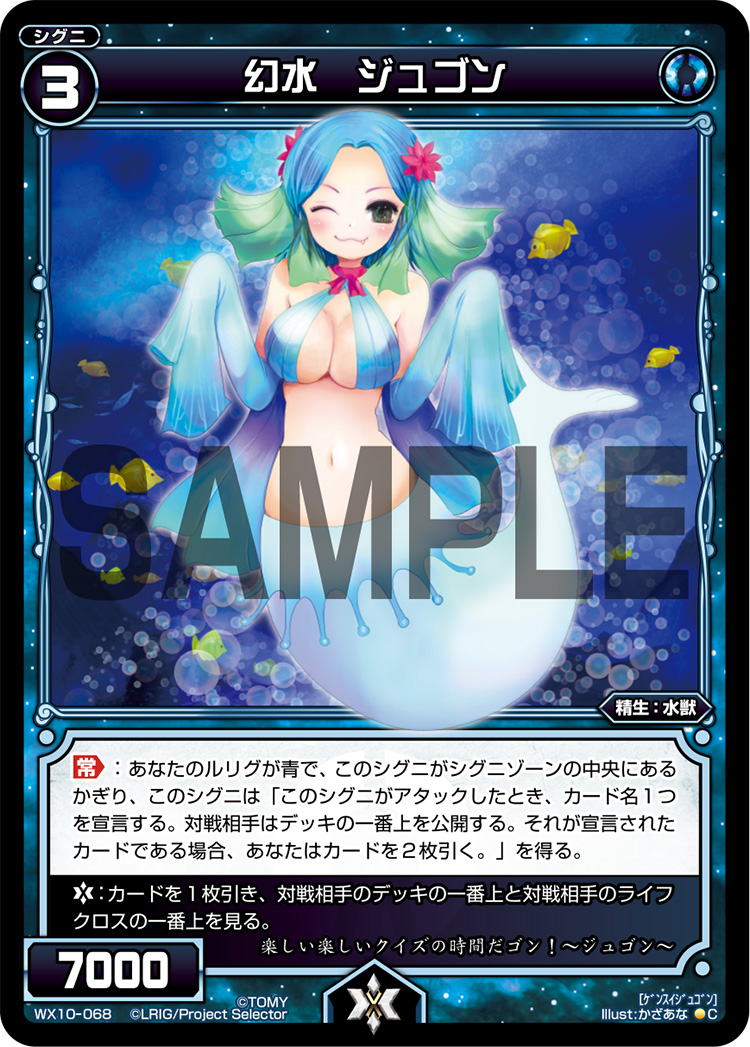 シグニ
3
幻水 ジュゴン
SAMPLE
精生：水獣
常：あなたのルリグが青で、このシグニがシグニゾーンの中央にある
かぎり、このシグニは「このシグニがアタックしたとき、カード名１つ
を宣言する。対戦相手はデッキの一番上を公開する。それが宣言された
カードである場合、あなたはカードを２枚引く。」を得る。
：カードを１枚引き、対戦相手のデッキの一番上と対戦相手のライフ
クロスの一番上を見る。
楽しい楽しいクイズの時間だゴン！～ジュゴン～
7000
©TOMY
[ｹﾞﾝｽｲｼﾞｭｺﾞﾝ]
WX10-068 ©LRIG/Project Selector
Illust:かざあな C